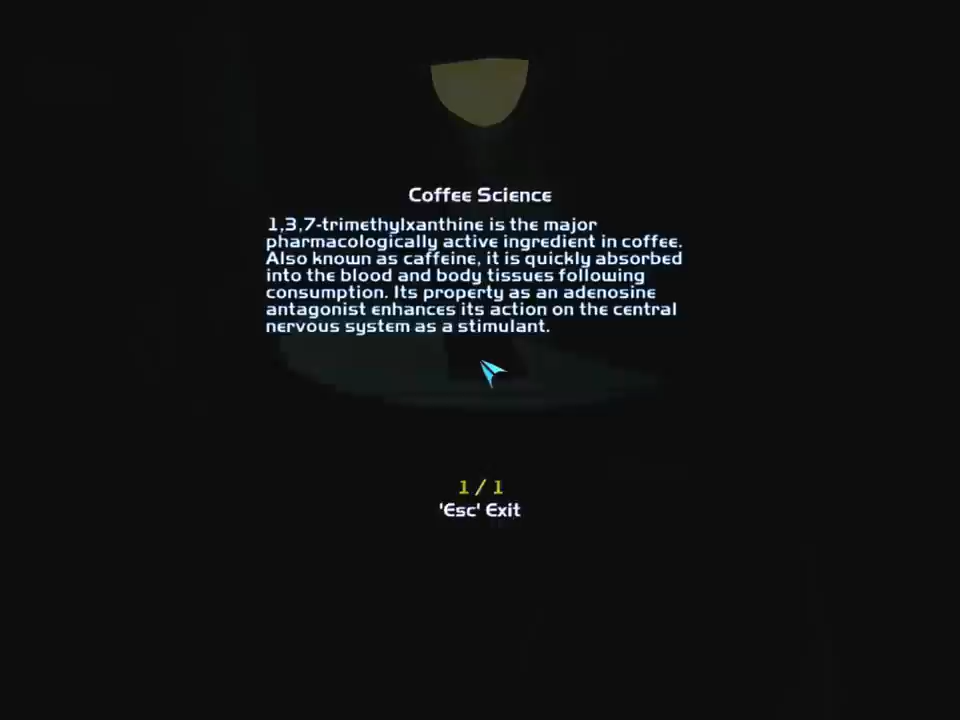 Coffee Science
1,3,7-trimethylxanthine is the major
pharmacologically active ingredient in coffee.
Also known as caffeine, it is quickly absorbed
into the blood and body tissues following
consumption. Its property as an adenosine
antagonist enhances its action on the central
nervous system as a stimulant.
1 / 1
'Esc' Exit